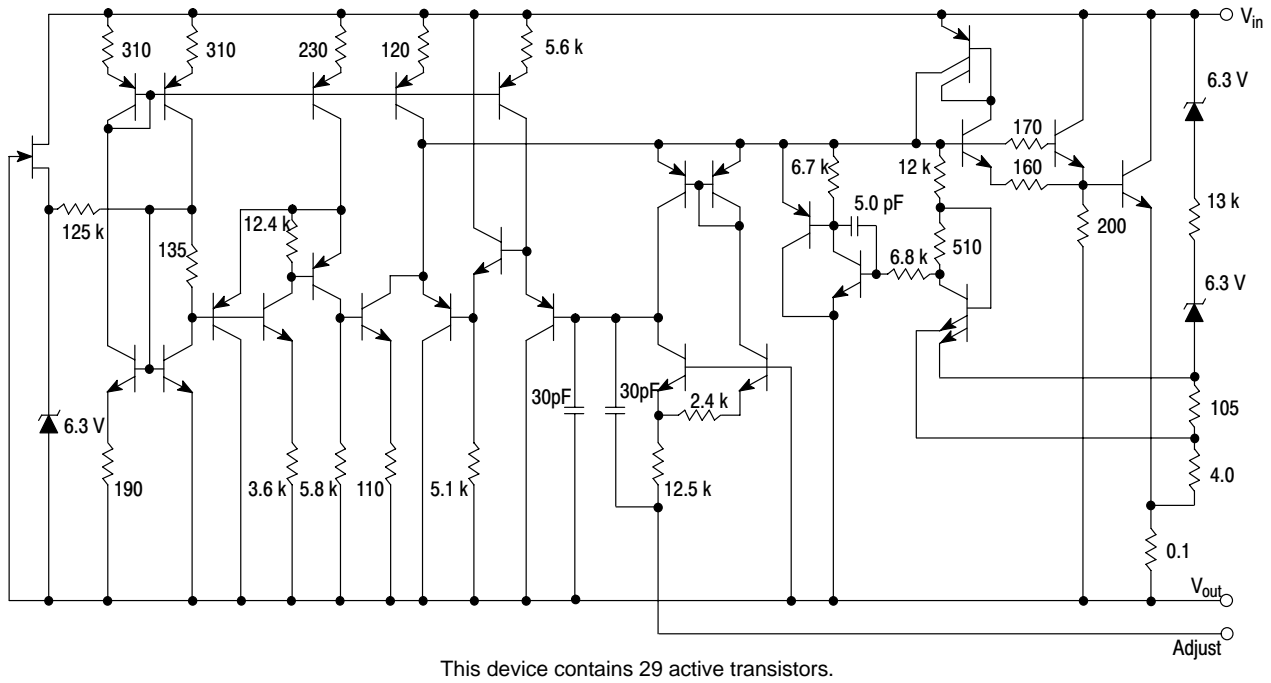 310
310
230
120
5.6 k
Vin
6.3 V
170
6.7 k
12 k
160
5.0 pF
13 k
125 k
12.4 k
200
135
510
6.8 k
6.3 V
30pF
30pF
2.4 k
105
6.3 V
190
3.6 k
5.8 k
110
5.1 k
12.5 k
4.0
0.1
Vout
Adjust
This device contains 29 active transistors.